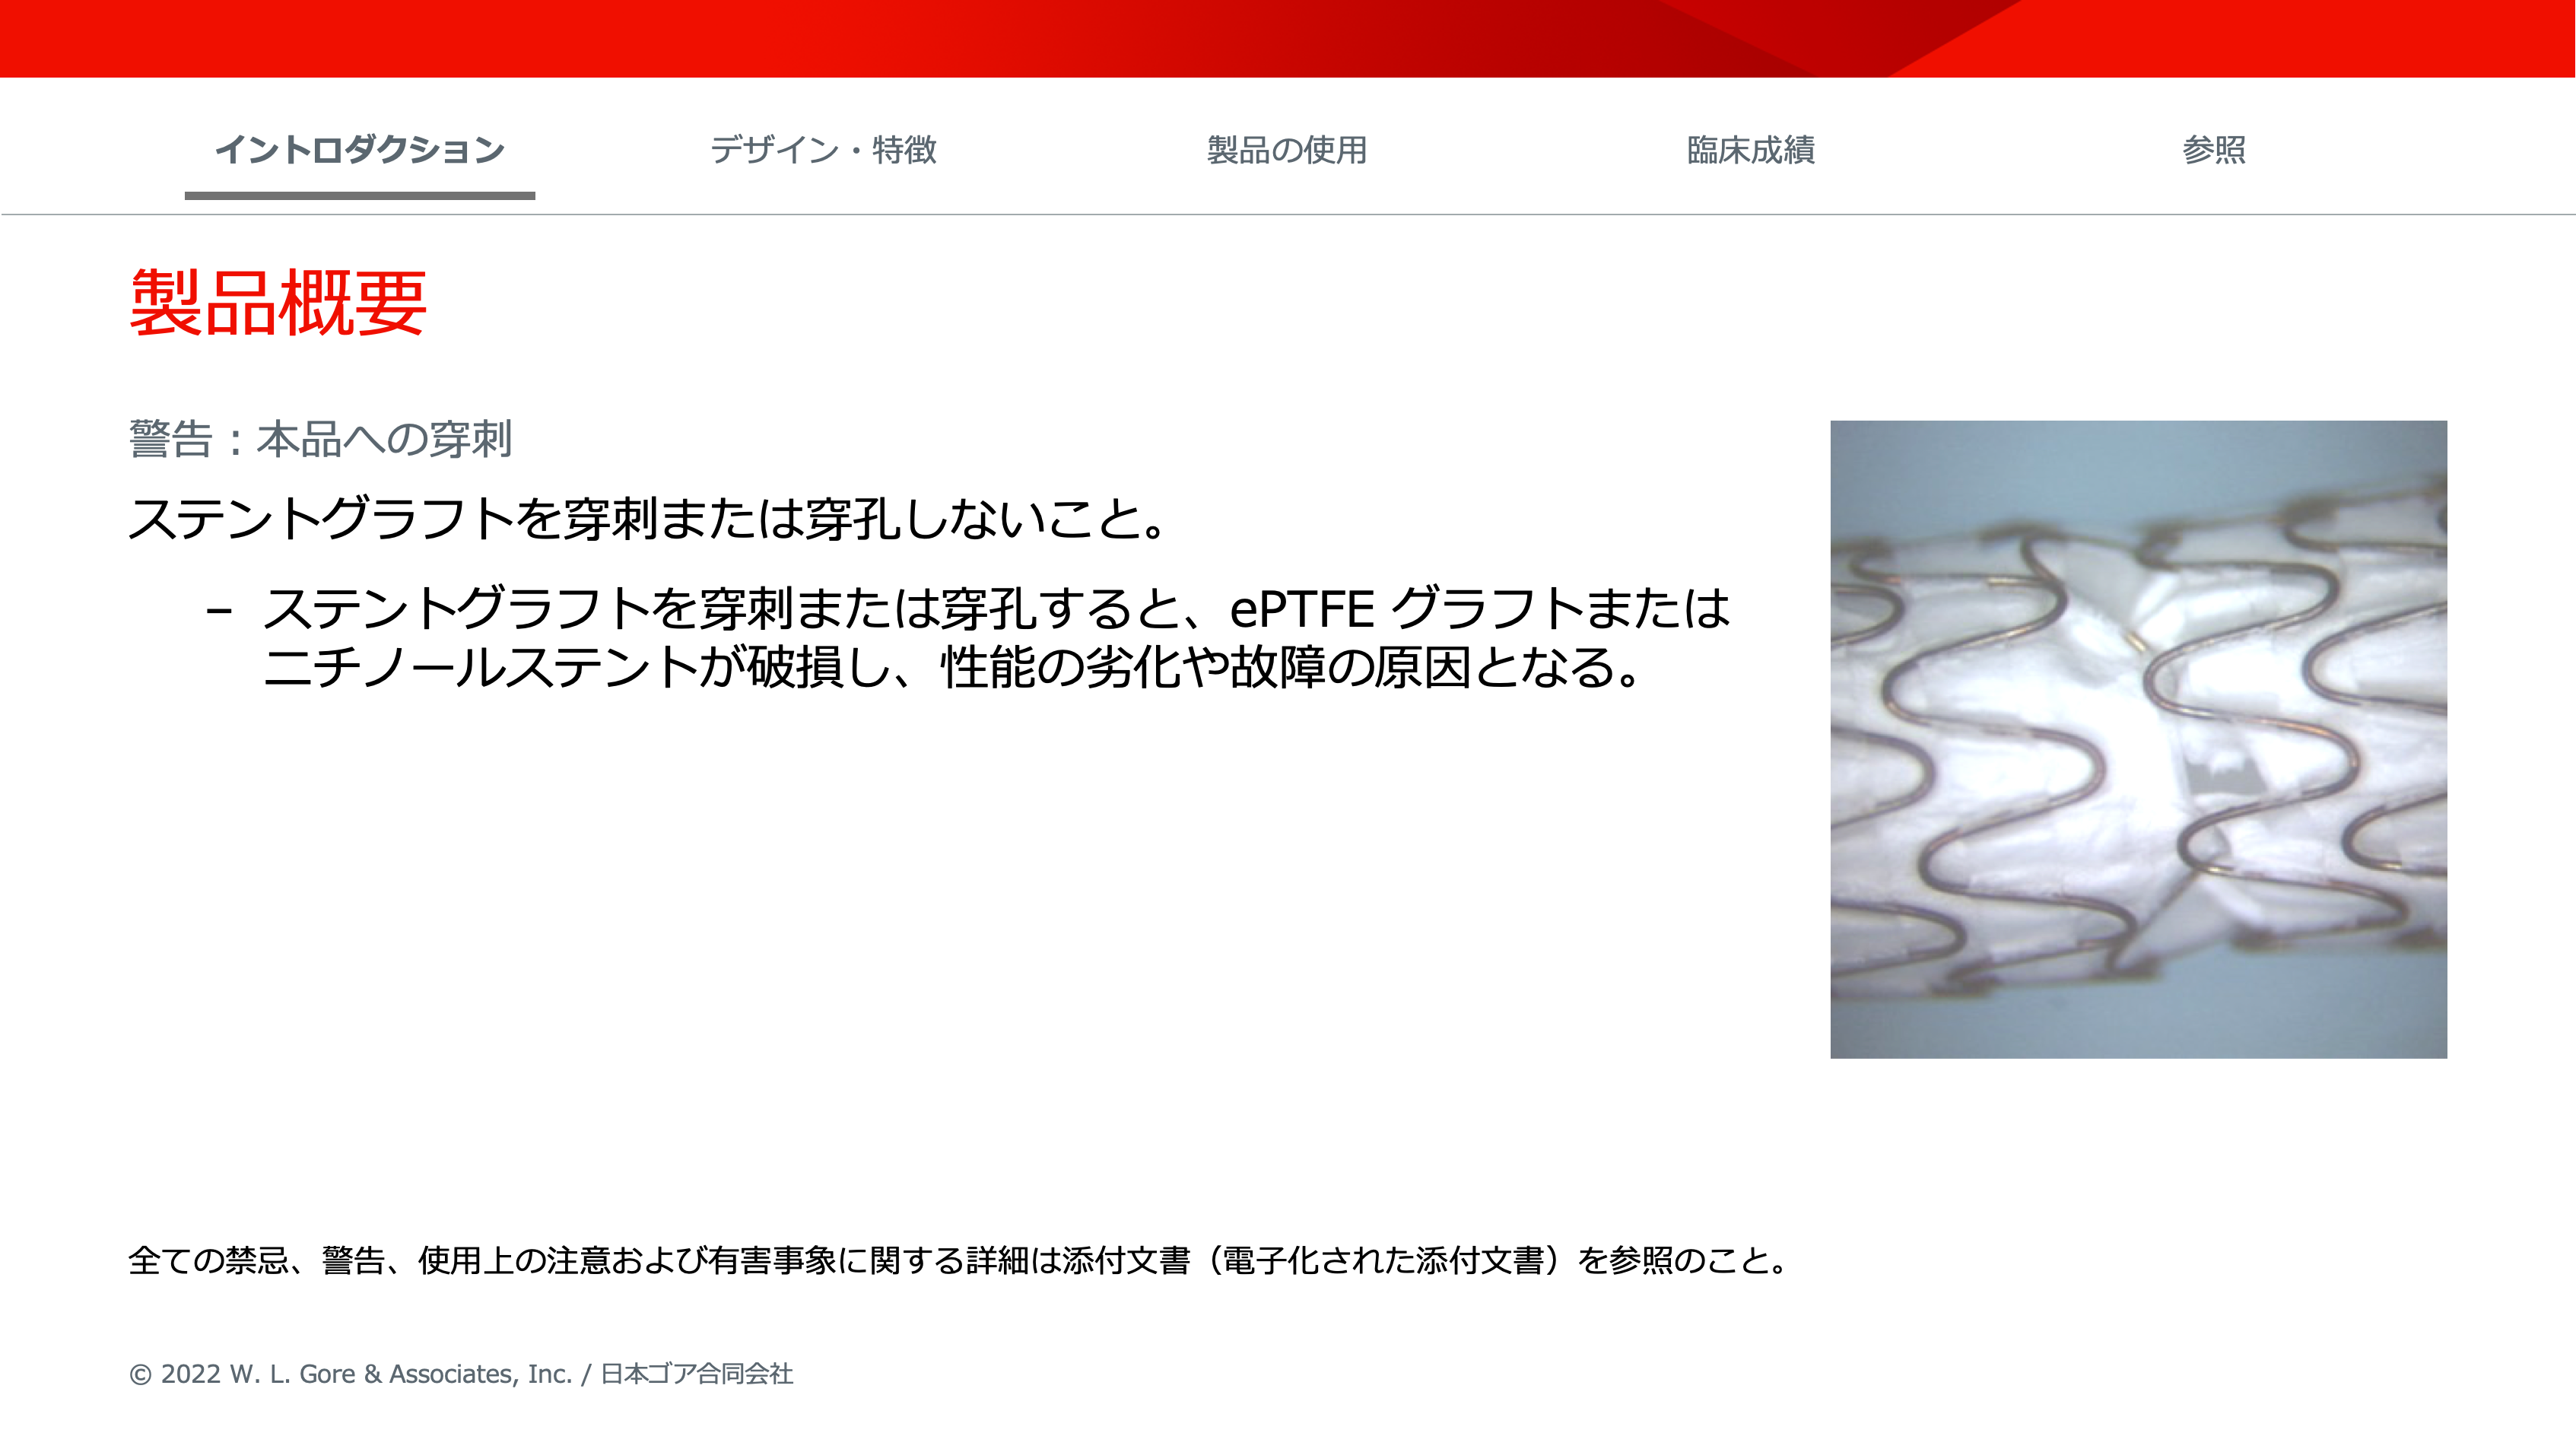 イントロダクション
デザイン・特徴
製品の使用
臨床成績
参照
製品概要
警告：本品への穿刺
ステントグラフトを穿刺または穿孔しないこと。
– ステントグラフトを穿刺または穿孔すると、ePTFE グラフトまたは
ニチノールステントが破損し、性能の劣化や故障の原因となる。
全ての禁忌、警告、使用上の注意および有害事象に関する詳細は添付文書（電子化された添付文書）を参照のこと。
© 2022 W. L. Gore & Associates, Inc. / 日本ゴア合同会社